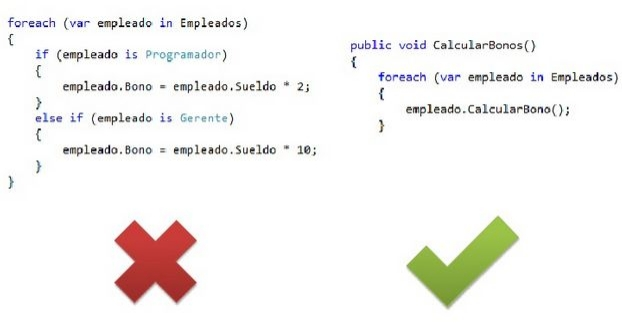 foreach (var empleado in Empleados)
{
    if (empleado is Programador)
    {
        empleado.Bono = empleado.Sueldo * 2;
    }
    else if (empleado is Gerente)
    {
        empleado.Bono = empleado.Sueldo * 10;
    }
}
public void CalcularBonos()
{
    foreach (var empleado in Empleados)
    {
        empleado.CalcularBono();
    }